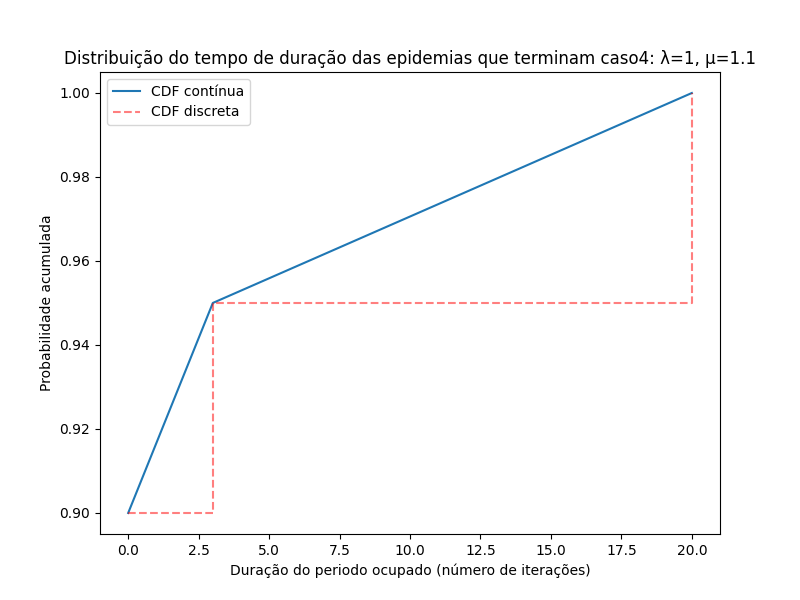 Distribuição do tempo de duração das epidemias que terminam caso4: λ=1, μ=1.1
CDF contínua
CDF discreta
1.00
0.98
0.96
0.94
0.92
0.90
Probabilidade acumulada
0.0 2.5 5.0 7.5 10.0 12.5 15.0 17.5 20.0
Duração do periodo ocupado (número de iterações)